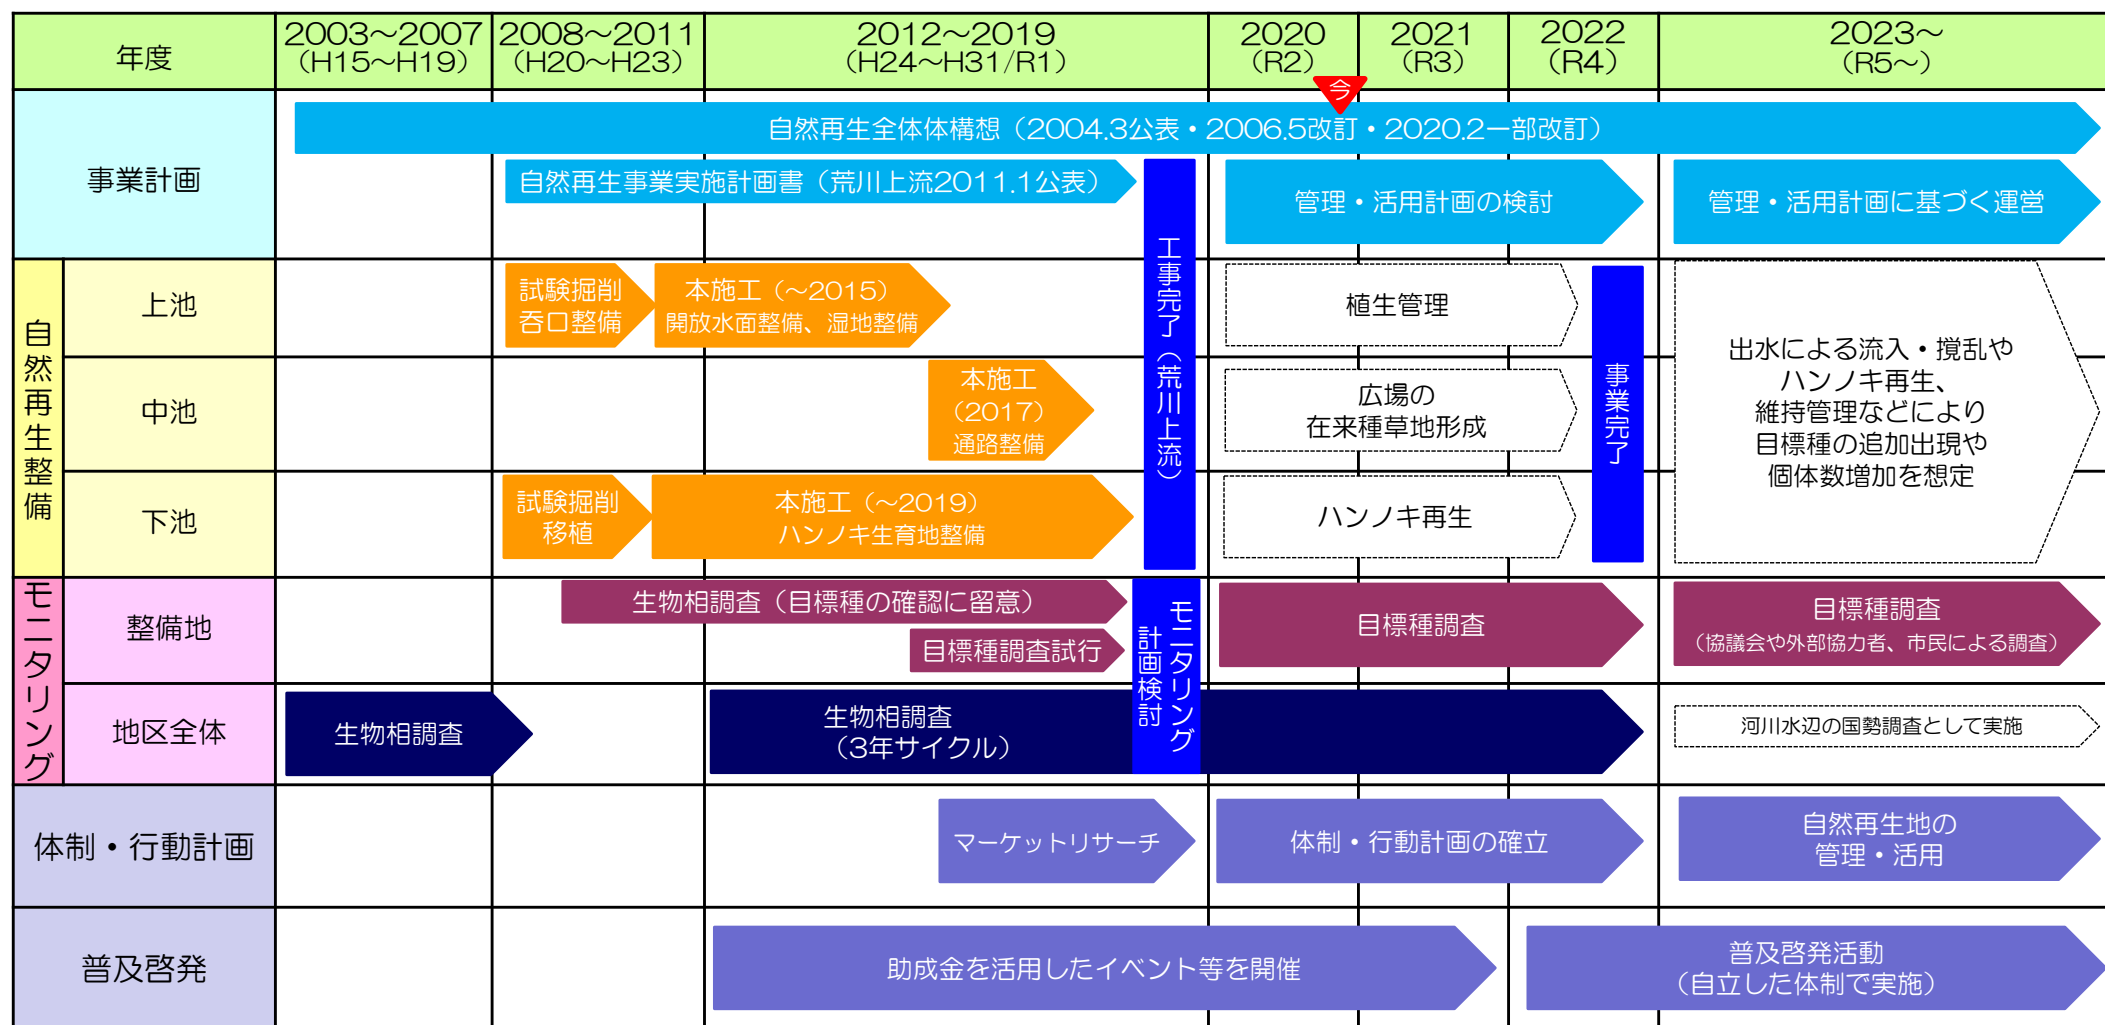 年度
2003～2007
（H15～H19）
2008～2011
（H20～H23）
2012～2019
（H24～H31/R1）
2020
（R2）
2021
（R3）
2022
（R4）
2023～
（R5～）
今
事業計画
自然再生全体体構想（2004.3公表・2006.5改訂・2020.2一部改訂）
自然再生事業実施計画書（荒川上流2011.1公表）
工事完了（荒川上流）
管理・活用計画の検討
管理・活用計画に基づく運営
自然再生整備
上池
試験掘削
呑口整備
本施工（～2015）
開放水面整備、湿地整備
植生管理
事業完了
出水による流入・撹乱や
ハンノキ再生、
維持管理などにより
目標種の追加出現や
個体数増加を想定
中池
本施工
（2017）
通路整備
広場の
在来種草地形成
下池
試験掘削
移植
本施工（～2019）
ハンノキ生育地整備
ハンノキ再生
モニタリング
整備地
生物相調査（目標種の確認に留意）
目標種調査試行
モニタリング
計画検討
目標種調査
目標種調査
（協議会や外部協力者、市民による調査）
地区全体
生物相調査
生物相調査
（3年サイクル）
河川水辺の国勢調査として実施
体制・行動計画
マーケットリサーチ
体制・行動計画の確立
自然再生地の
管理・活用
普及啓発
助成金を活用したイベント等を開催
普及啓発活動
（自立した体制で実施）